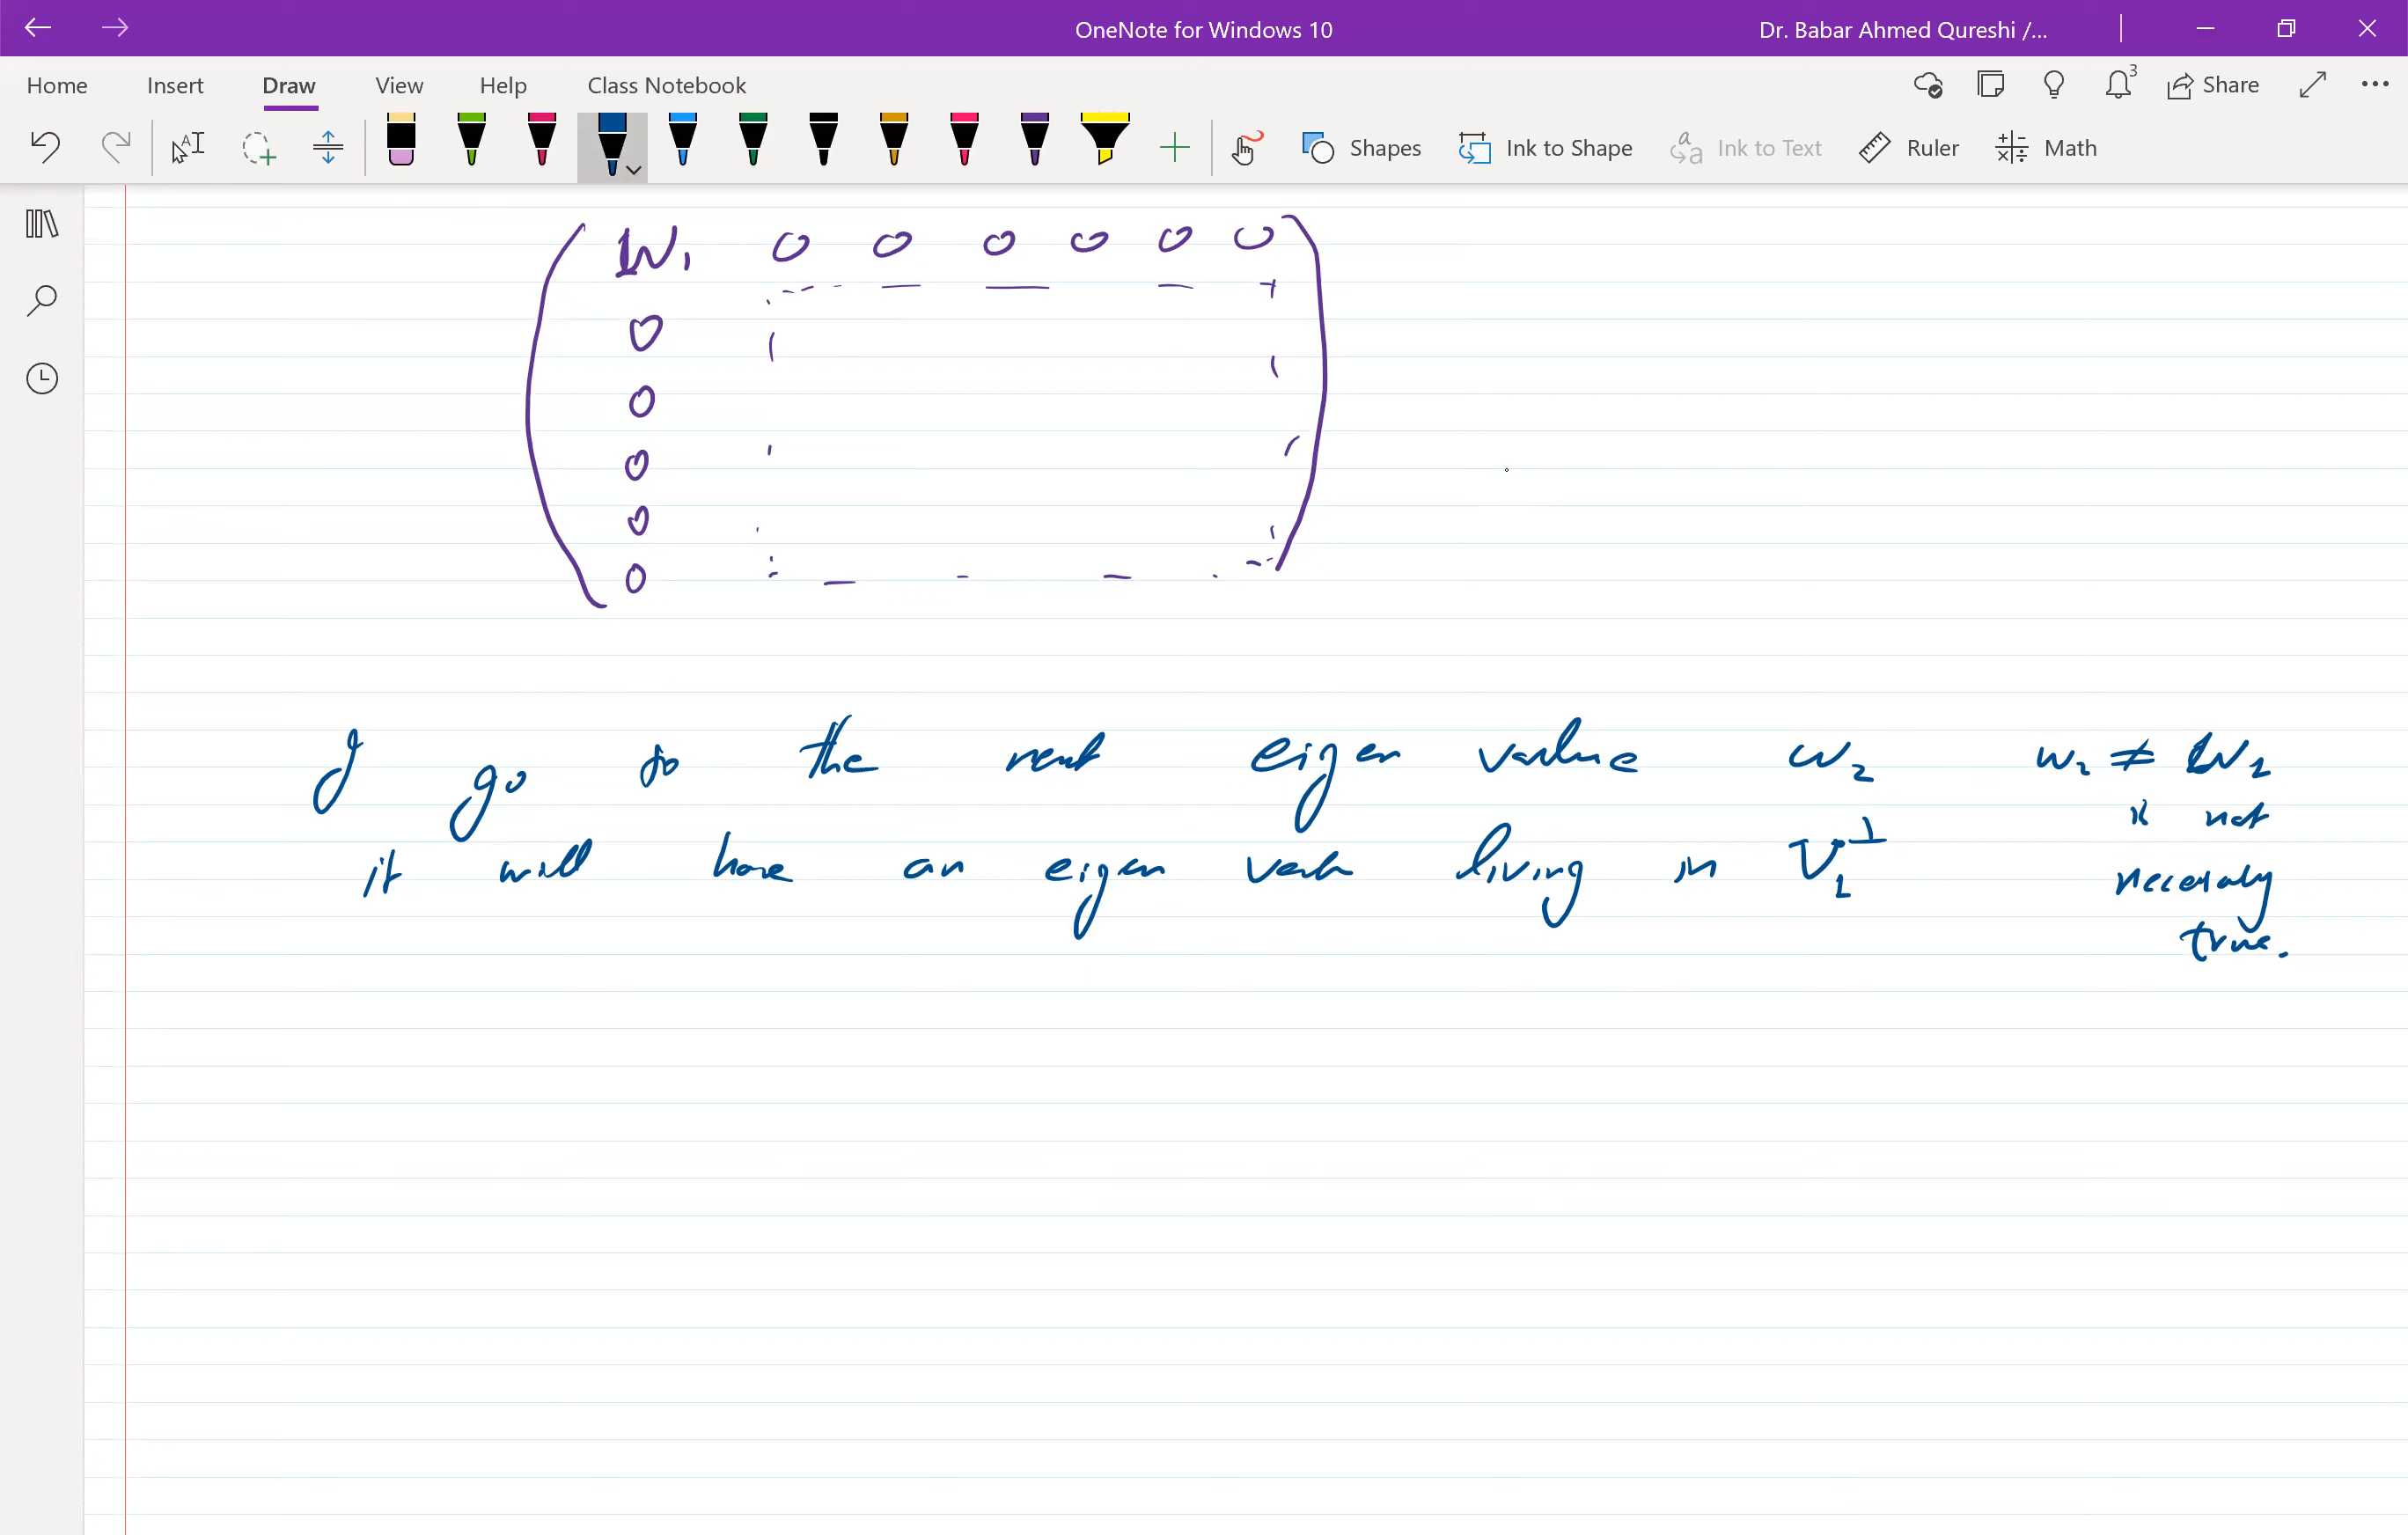 OneNote for Windows 10
Dr. Babar Ahmed Qureshi /...
Home Insert Draw View Help Class Notebook
3 Share
Shapes Ink to Shape Ink to Text Ruler Math
W₁ 0 0 0 0 0 0
0
0
0
0
0
I go to the next eigen value w₂ w₂ ≠ W₁
is not
it will have an eigen vector living in V₁^⊥
necessarily
true.